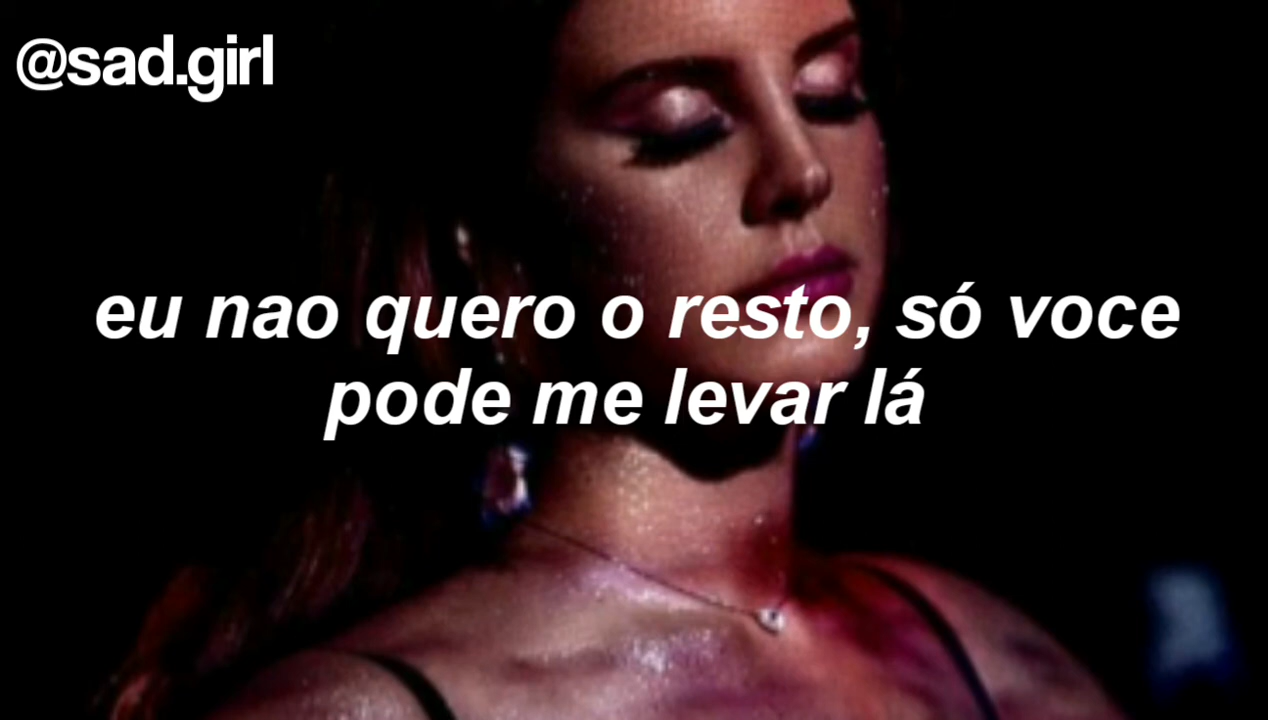 @sad.girl
eu nao quero o resto, só voce
pode me levar lá